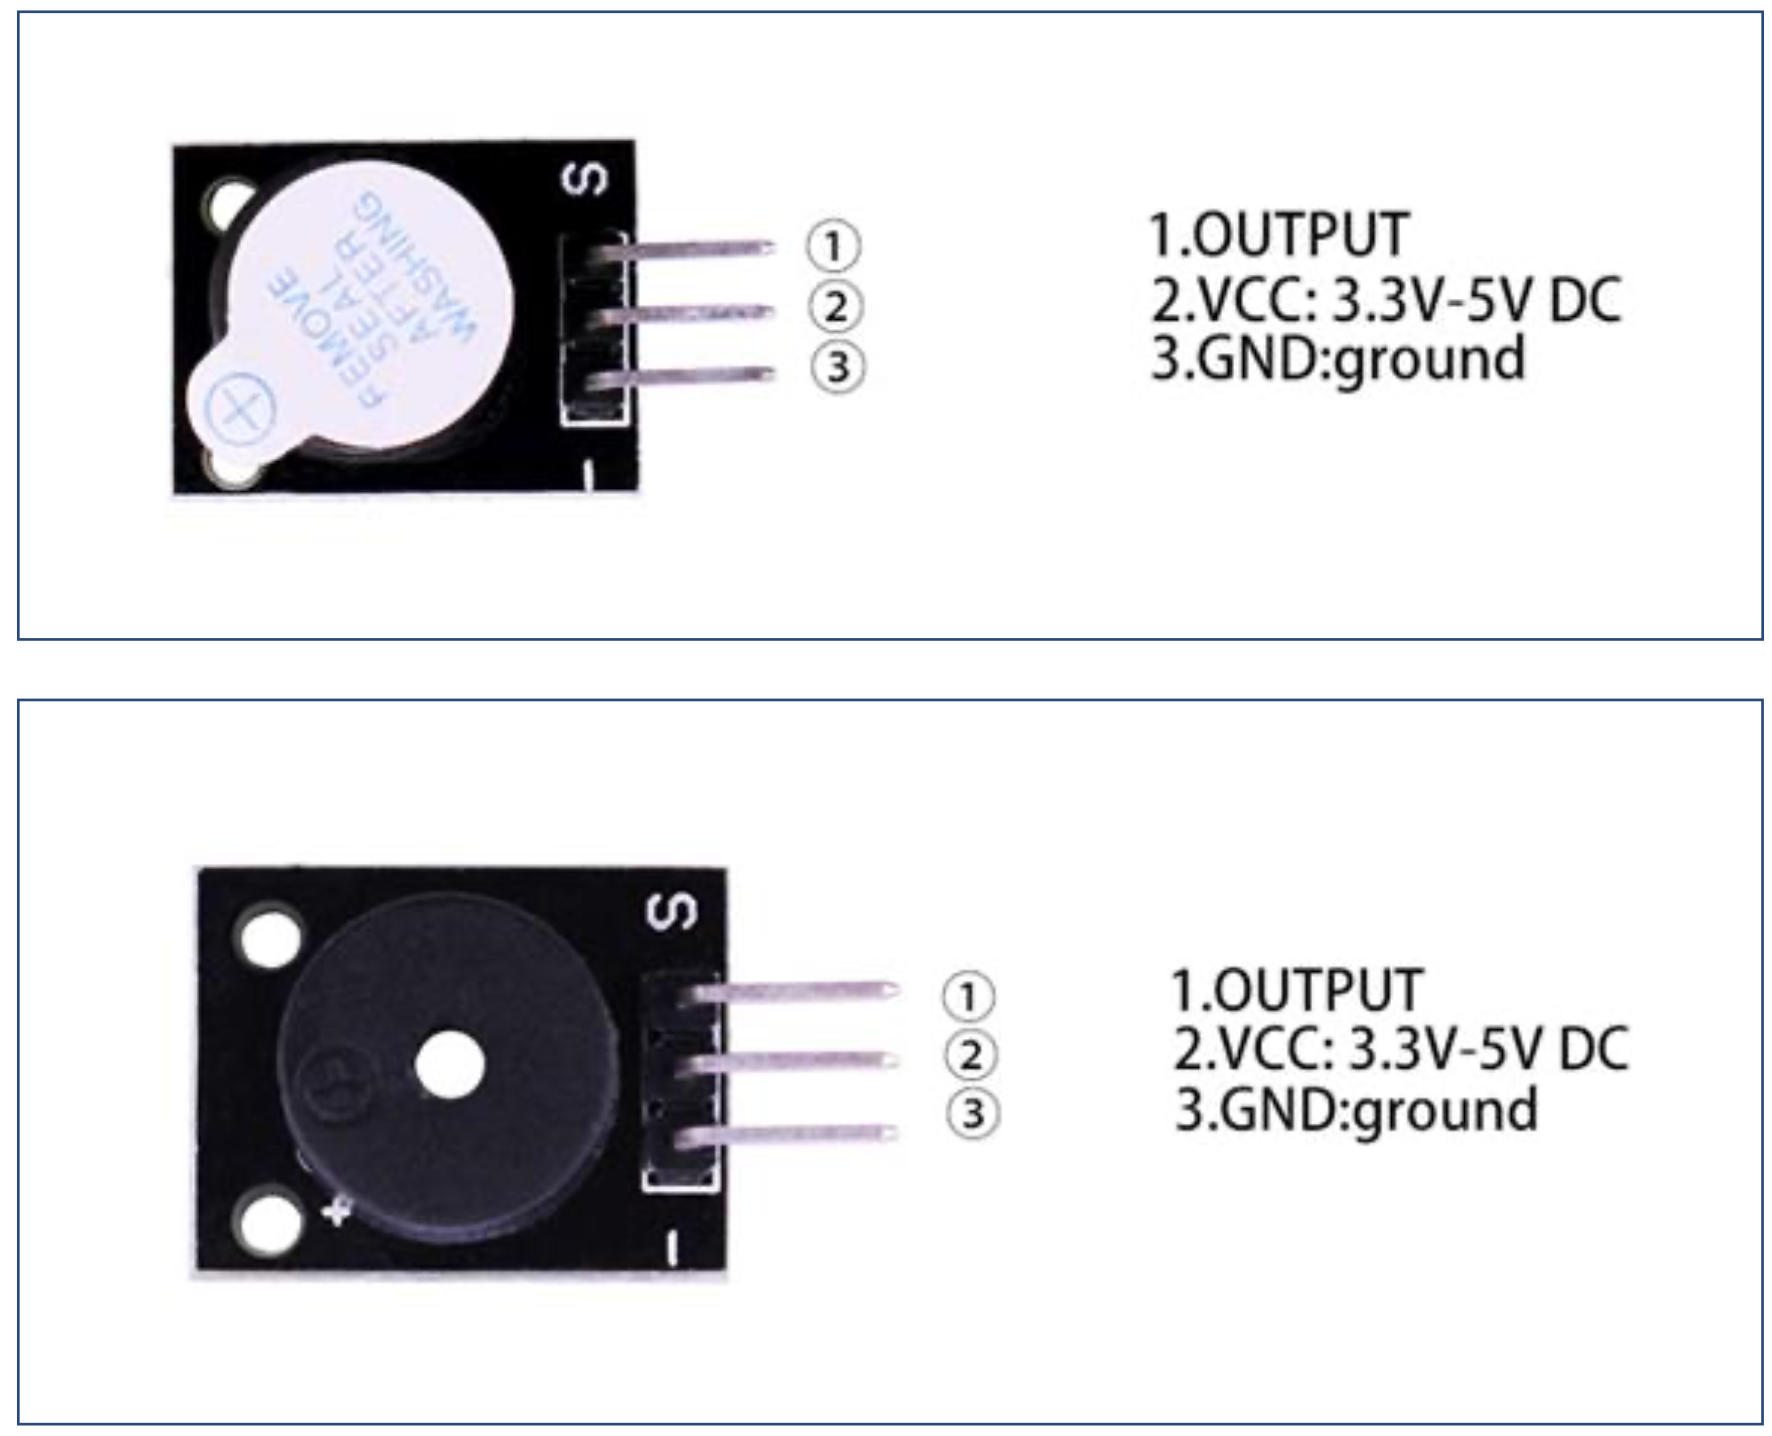 S
REMOVE
SEAL
AFTER
WASHING
+
-
①
②
③
1.OUTPUT
2.VCC: 3.3V-5V DC
3.GND:ground
S
+
-
①
②
③
1.OUTPUT
2.VCC: 3.3V-5V DC
3.GND:ground